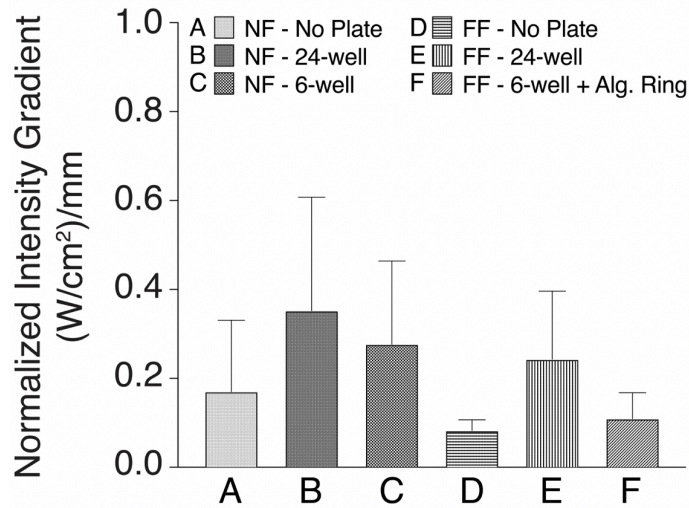 Normalized Intensity Gradient
(W/cm²)/mm
1.0
0.8
0.6
0.4
0.2
0.0
A NF - No Plate
B NF - 24-well
C NF - 6-well
D FF - No Plate
E FF - 24-well
F FF - 6-well + Alg. Ring
A B C D E F